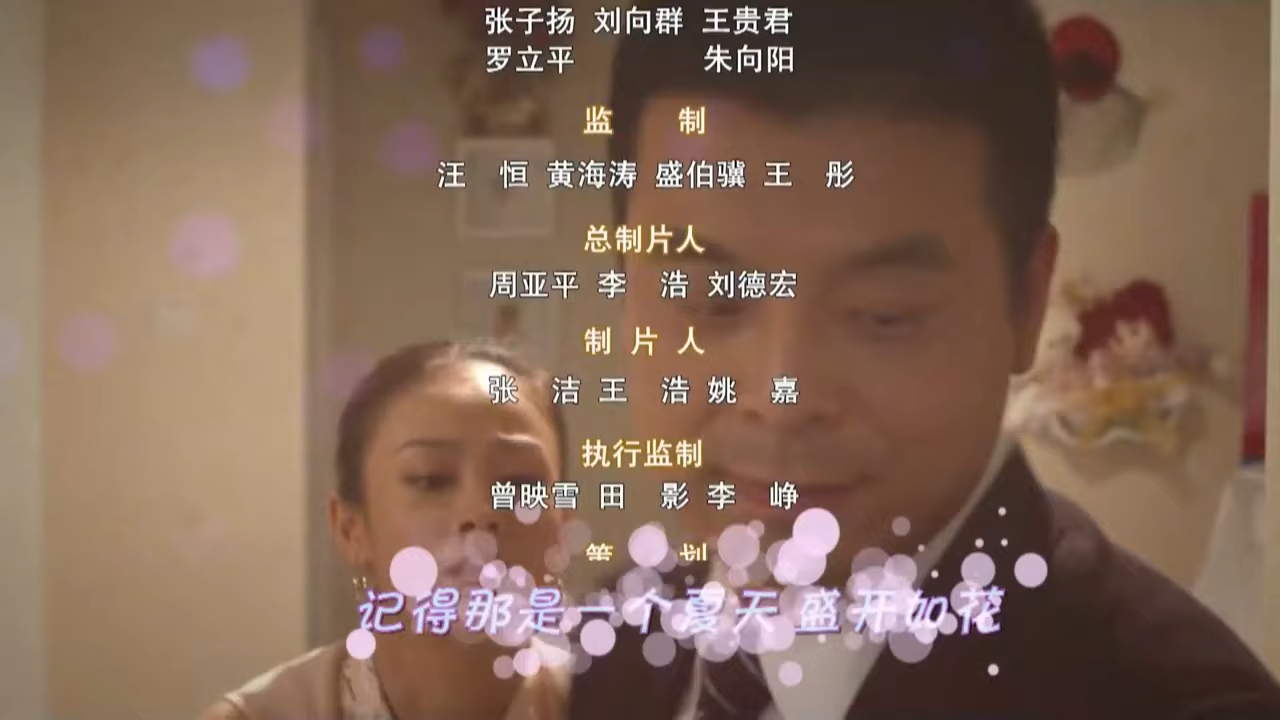 张子扬 刘向群 王贵君
罗立平 朱向阳
监 制
汪 恒 黄海涛 盛伯骥 王 彤
总制片人
周亚平 李 浩 刘德宏
制 片 人
张 洁 王 浩 姚 嘉
执行监制
曾映雪 田 影 李 峥
策 划
记得那是一个夏天 盛开如花